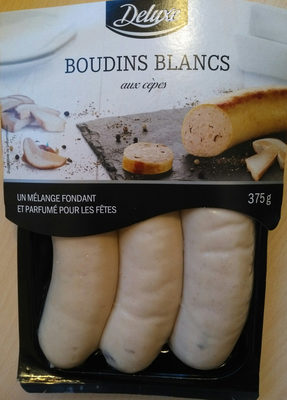 Deluxe
BOUDINS BLANCS
aux cèpes
UN MÉLANGE FONDANT
ET PARFUMÉ POUR LES FÊTES
375g